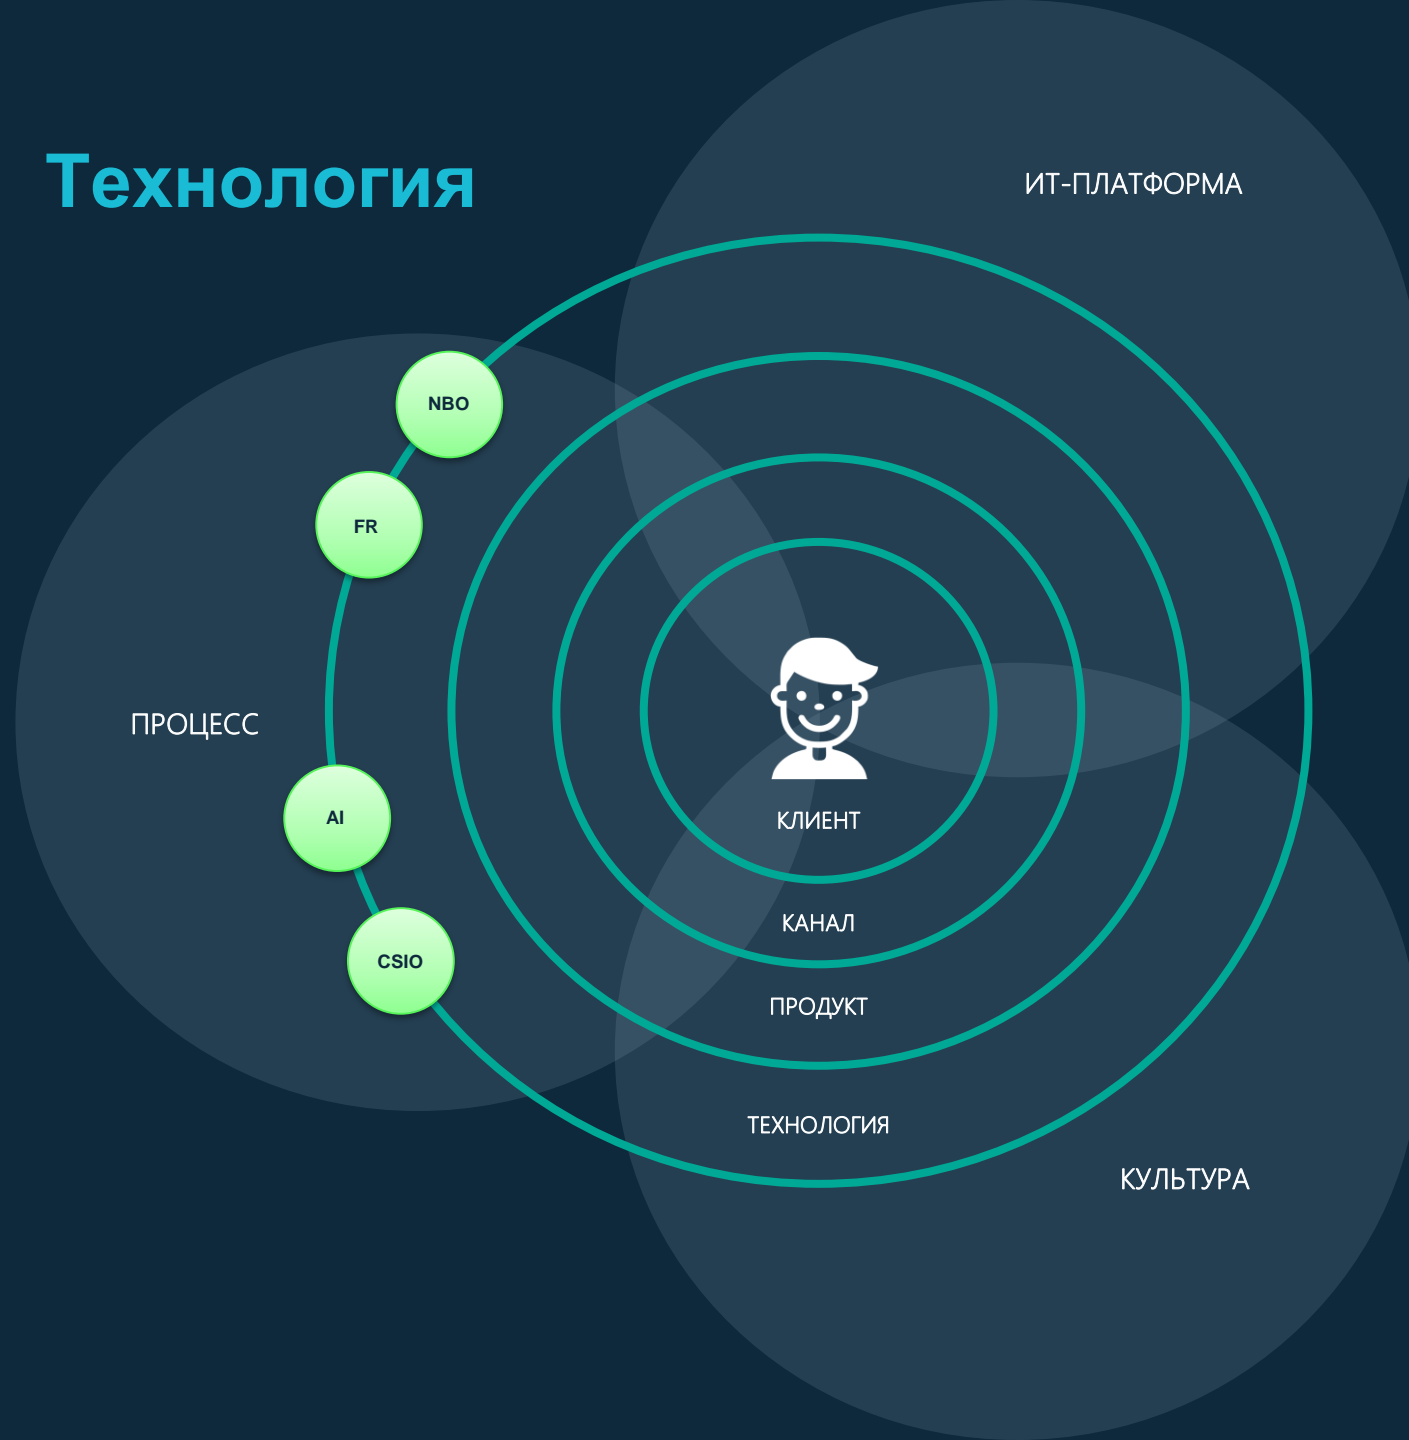 Технология
ИТ-ПЛАТФОРМА
NBO
FR
ПРОЦЕСС
AI
КЛИЕНТ
КАНАЛ
CSIO
ПРОДУКТ
ТЕХНОЛОГИЯ
КУЛЬТУРА